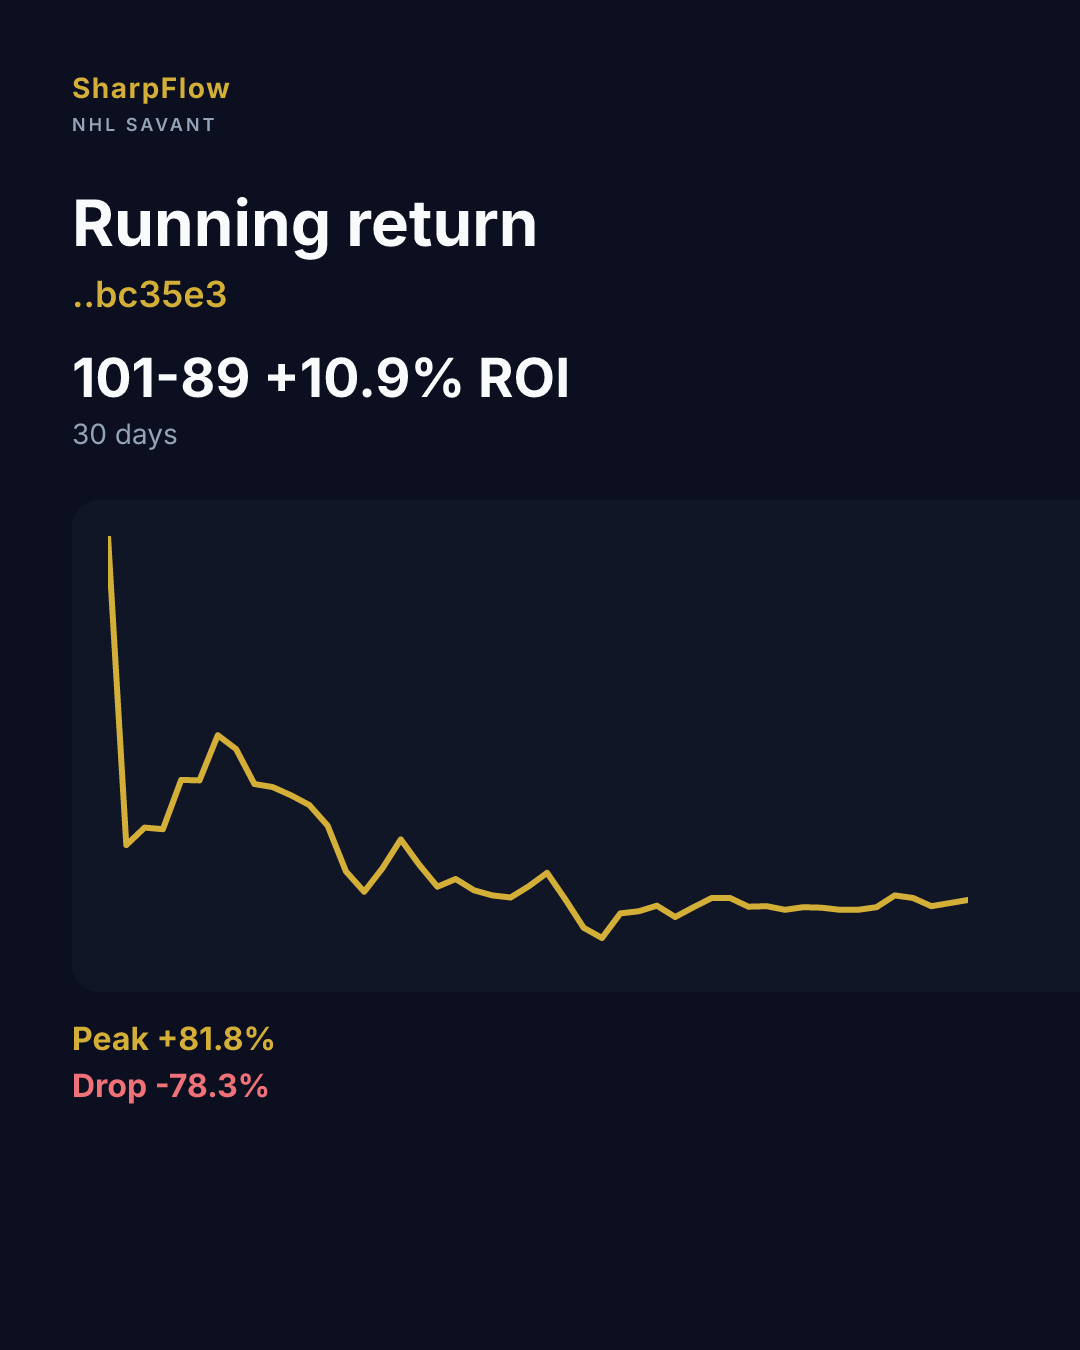 SharpFlow
NHL SAVANT
Running return
..bc35e3
101-89 +10.9% ROI
30 days
Peak +81.8%
Drop -78.3%